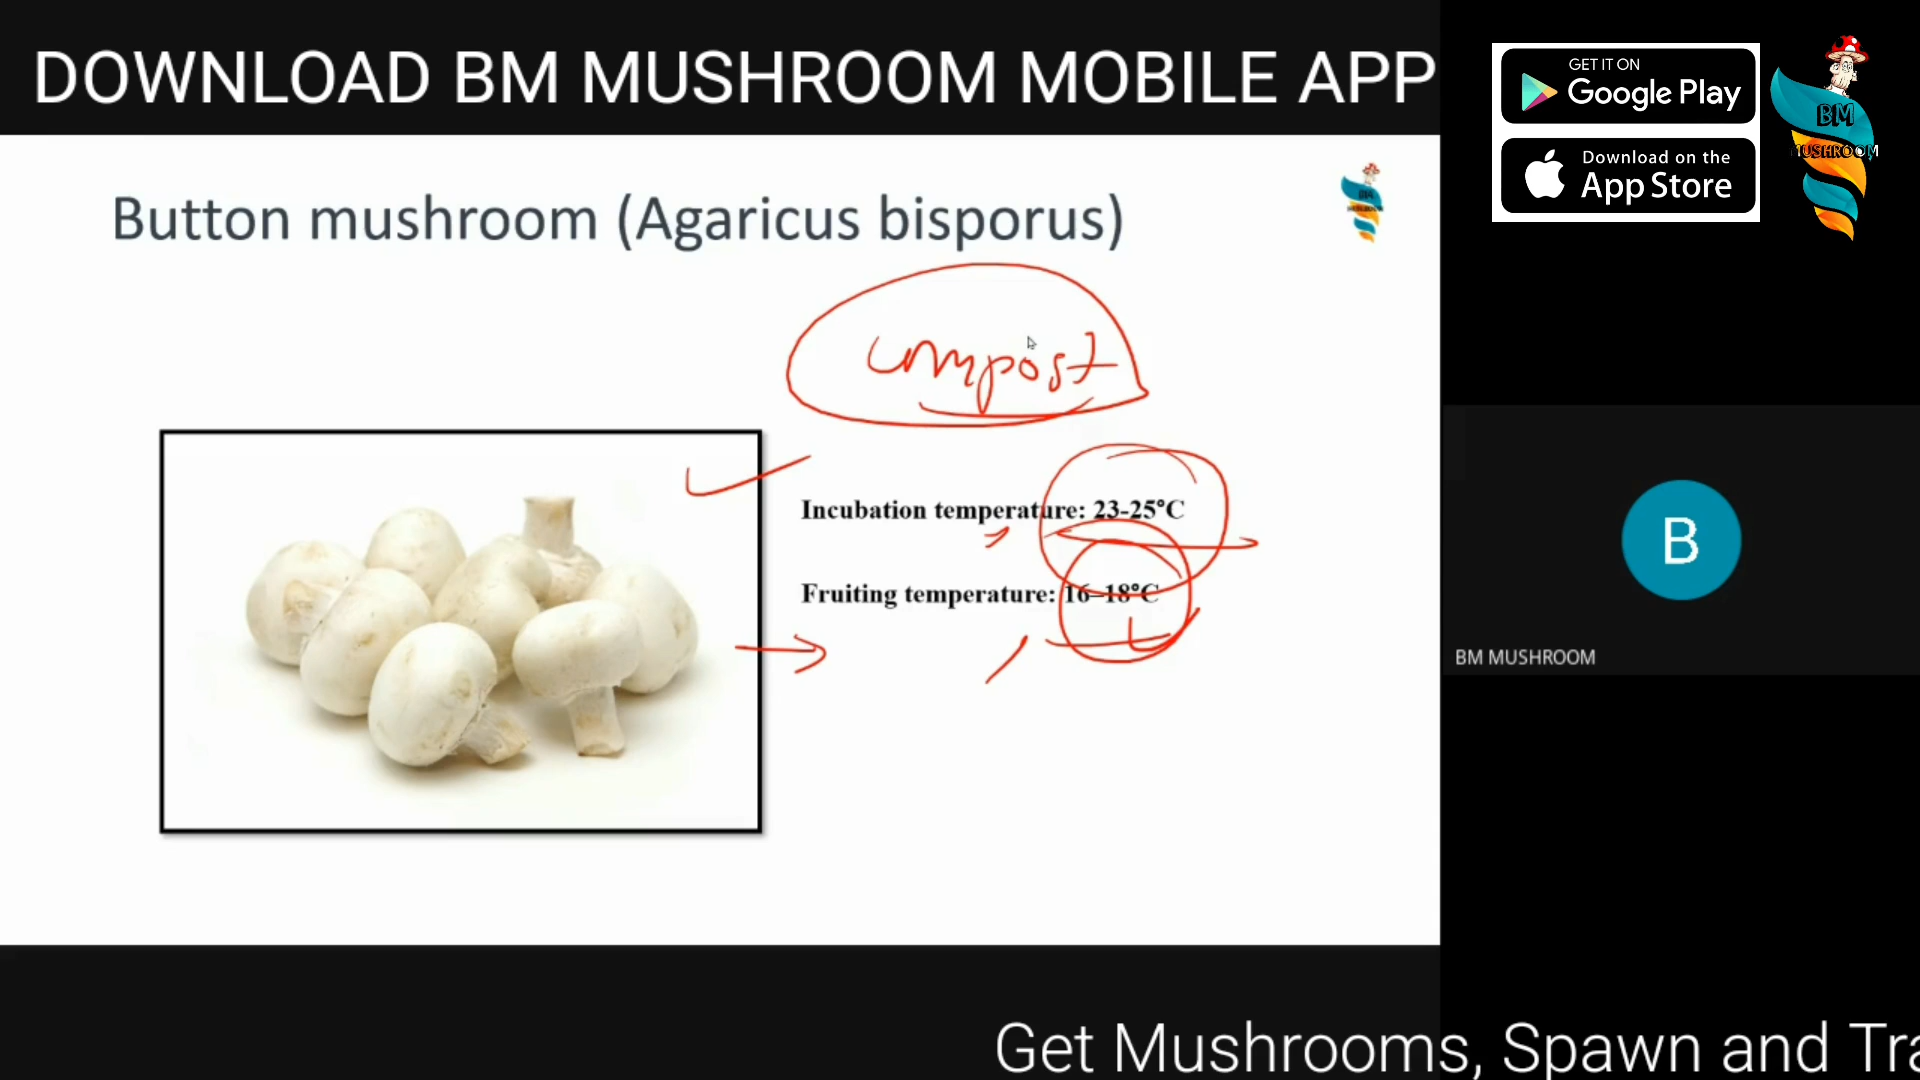 DOWNLOAD BM MUSHROOM MOBILE APP
GET IT ON
Google Play
Download on the
App Store
BM
MUSHROOM
Button mushroom (Agaricus bisporus)
compost
Incubation temperature: 23-25°C
Fruiting temperature: 16–18°C
B
BM MUSHROOM
Get Mushrooms, Spawn and Tra